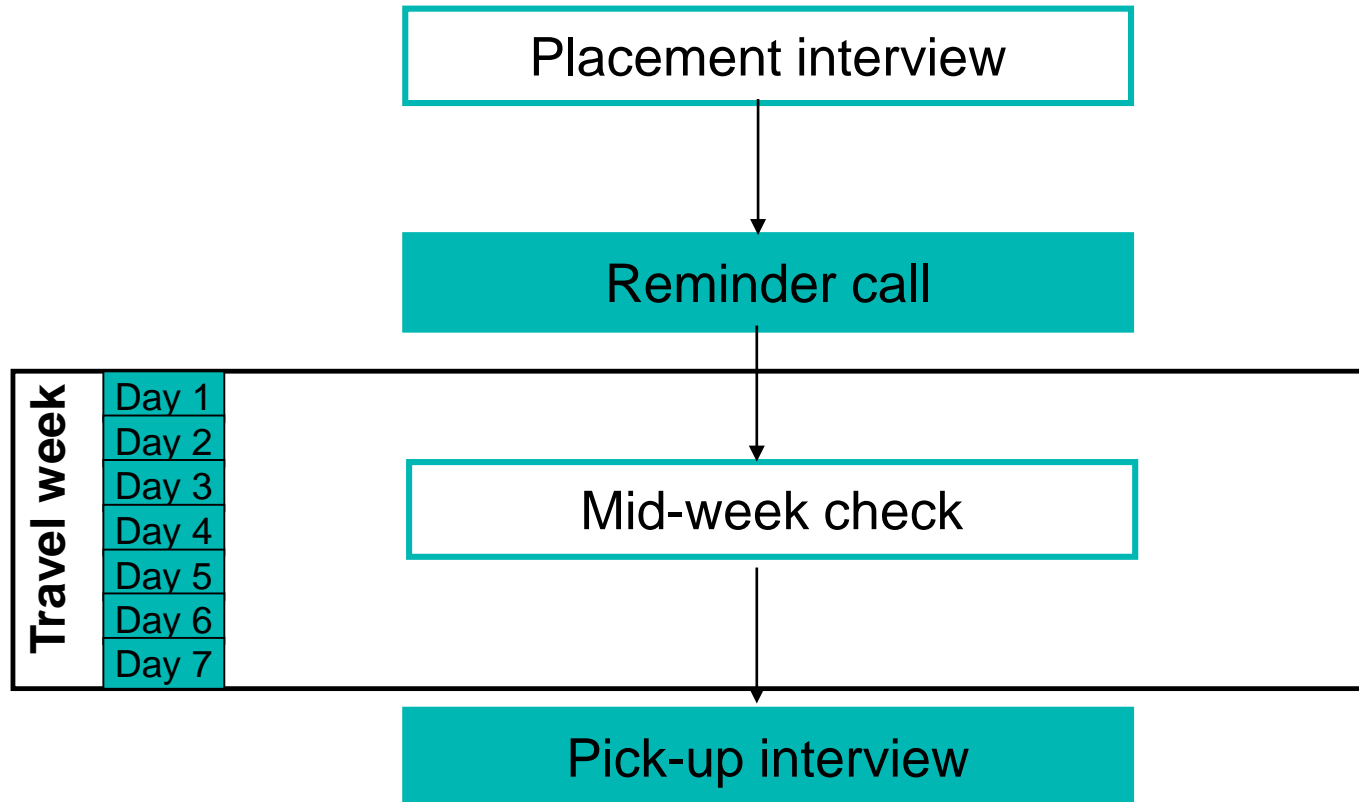 Placement interview
Reminder call
Travel week
Day 1
Day 2
Day 3
Day 4
Day 5
Day 6
Day 7
Mid-week check
Pick-up interview